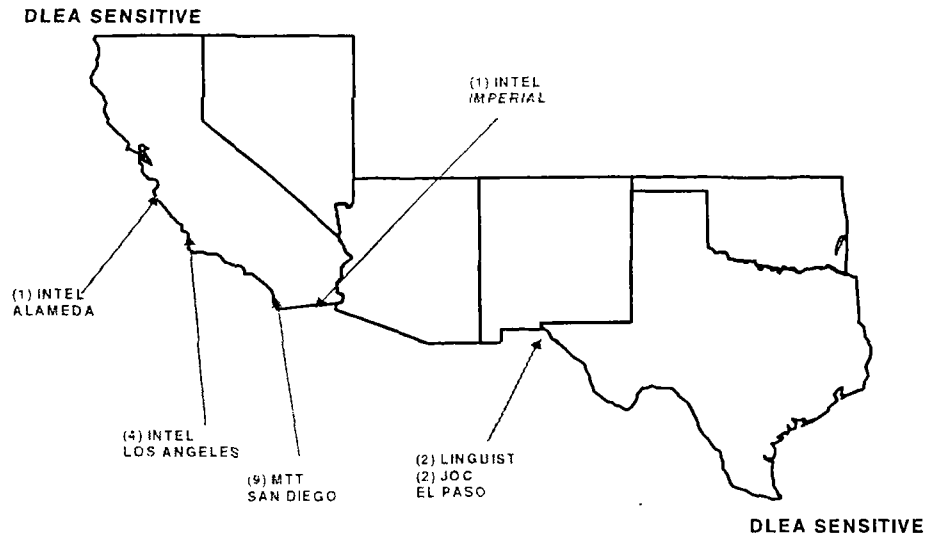 DLEA SENSITIVE
(1) INTEL
IMPERIAL
(1) INTEL
ALAMEDA
(4) INTEL
LOS ANGELES
(9) MTT
SAN DIEGO
(2) LINGUIST
(2) JOC
EL PASO
DLEA SENSITIVE